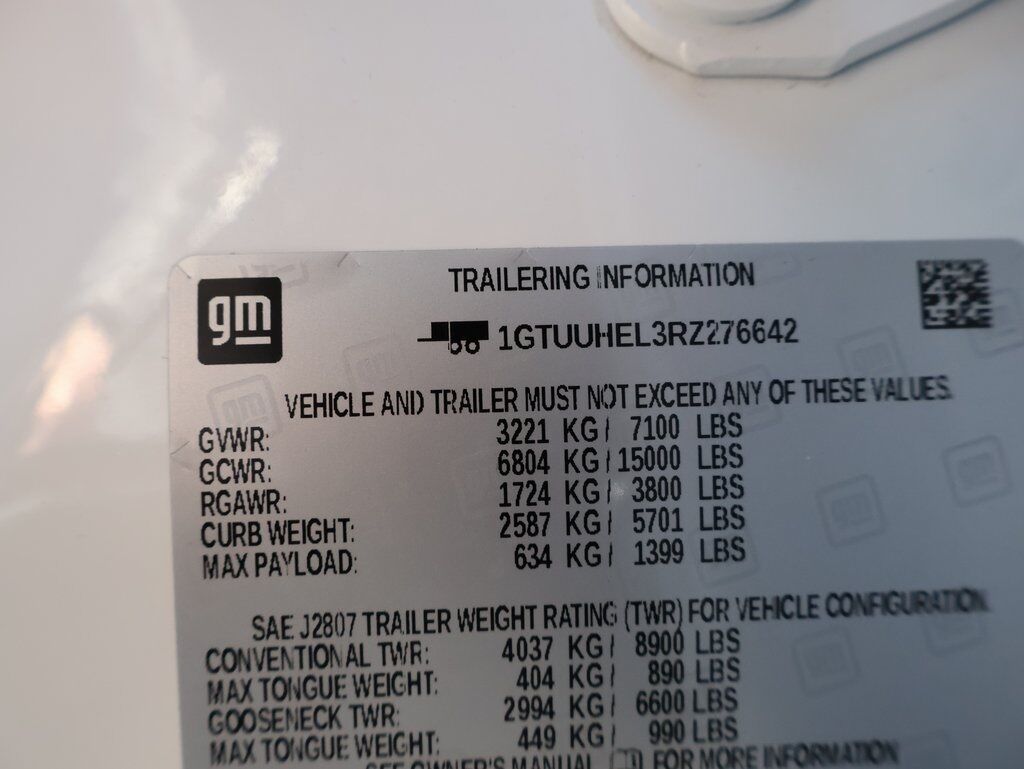 gm
TRAILERING INFORMATION
1GTUUHEL3RZ276642
VEHICLE AND TRAILER MUST NOT EXCEED ANY OF THESE VALUES.
GVWR: 3221 KG/ 7100 LBS
GCWR: 6804 KG/ 15000 LBS
RGAWR: 1724 KG/ 3800 LBS
CURB WEIGHT: 2587 KG/ 5701 LBS
MAX PAYLOAD: 634 KG/ 1399 LBS
SAE J2807 TRAILER WEIGHT RATING (TWR) FOR VEHICLE CONFIGURATION
CONVENTIONAL TWR: 4037 KG/ 8900 LBS
MAX TONGUE WEIGHT: 404 KG/ 890 LBS
GOOSENECK TWR: 2994 KG/ 6600 LBS
MAX TONGUE WEIGHT: 449 KG/ 990 LBS
SEE OWNER'S MANUAL FOR MORE INFORMATION